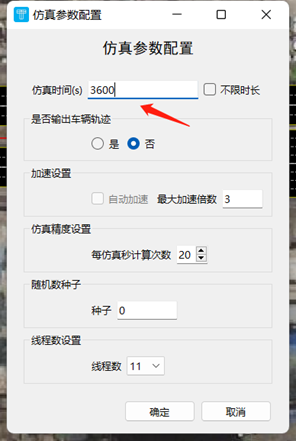 仿真参数配置
仿真参数配置
仿真时间(s) 3600 不限时长
是否输出车辆轨迹
是 否
加速设置
自动加速 最大加速倍数 3
仿真精度设置
每仿真秒计算次数 20
随机数种子
种子 0
线程数设置
线程数 11
确定 取消